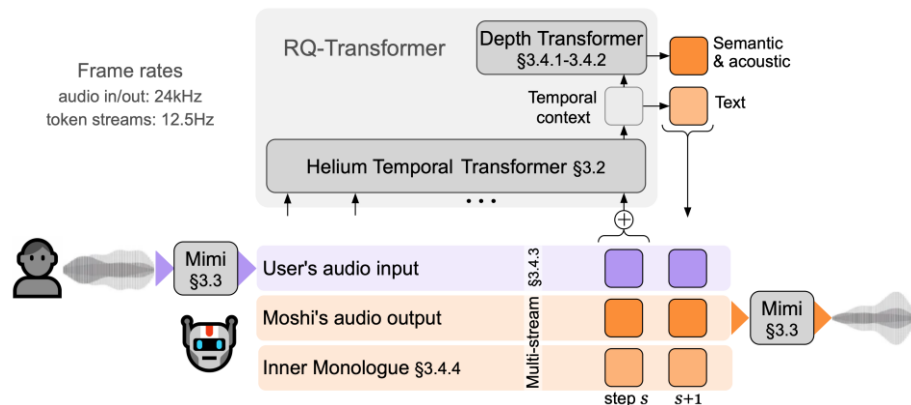 RQ-Transformer
Depth Transformer
§3.4.1-3.4.2
Semantic
& acoustic
Frame rates
audio in/out: 24kHz
token streams: 12.5Hz
Temporal
context
Text
Helium Temporal Transformer §3.2
• • •
+
Mimi
§3.3
User's audio input
Moshi's audio output
Inner Monologue §3.4.4
Multi-stream §3.4.3
Mimi
§3.3
step s
s+1